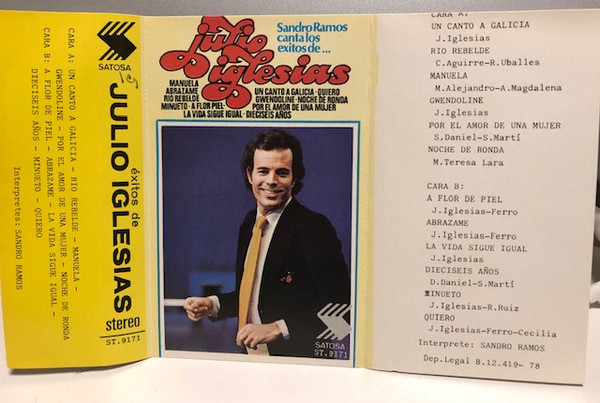 SATOSA
CARA A: UN CANTO A GALICIA - RIO REBELDE - MANUELA -
GWENDOLINE - POR EL AMOR DE UNA MUJER - NOCHE DE RONDA
CARA B: A FLOR DE PIEL - ABRAZAME - LA VIDA SIGUE IGUAL -
DIECISEIS AÑOS - MINUETO - QUIERO
Interpretes: SANDRO RAMOS
éxitos de
JULIO IGLESIAS
stereo
ST.9171
Sandro Ramos
canta los
exitos de...
julio
iglesias
MANUELA
ABRAZAME
RIO REBELDE
MINUETO·A FLOR PIEL·
UN CANTO A GALICIA·QUIERO
GWENDOLINE·NOCHE DE RONDA
POR EL AMOR DE UNA MUJER
LA VIDA SIGUE IGUAL·DIECISEIS AÑOS
SATOSA
ST.9171
CARA A:
UN CANTO A GALICIA
J.Iglesias
RIO REBELDE
C.Aguirre-R.Uballes
MANUELA
M.Alejandro-A.Magdalena
GWENDOLINE
J.Iglesias
POR EL AMOR DE UNA MUJER
S.Daniel-S.Martí
NOCHE DE RONDA
M.Teresa Lara
CARA B:
A FLOR DE PIEL
J.Iglesias-Ferro
ABRAZAME
J.Iglesias-Ferro
LA VIDA SIGUE IGUAL
J.Iglesias
DIECISEIS AÑOS
D.Daniel-S.Martí
MINUETO
J.Iglesias-R.Ruiz
QUIERO
J.Iglesias-Ferro-Cecilia
Interprete: SANDRO RAMOS
Dep.Legal B.12.419- 78